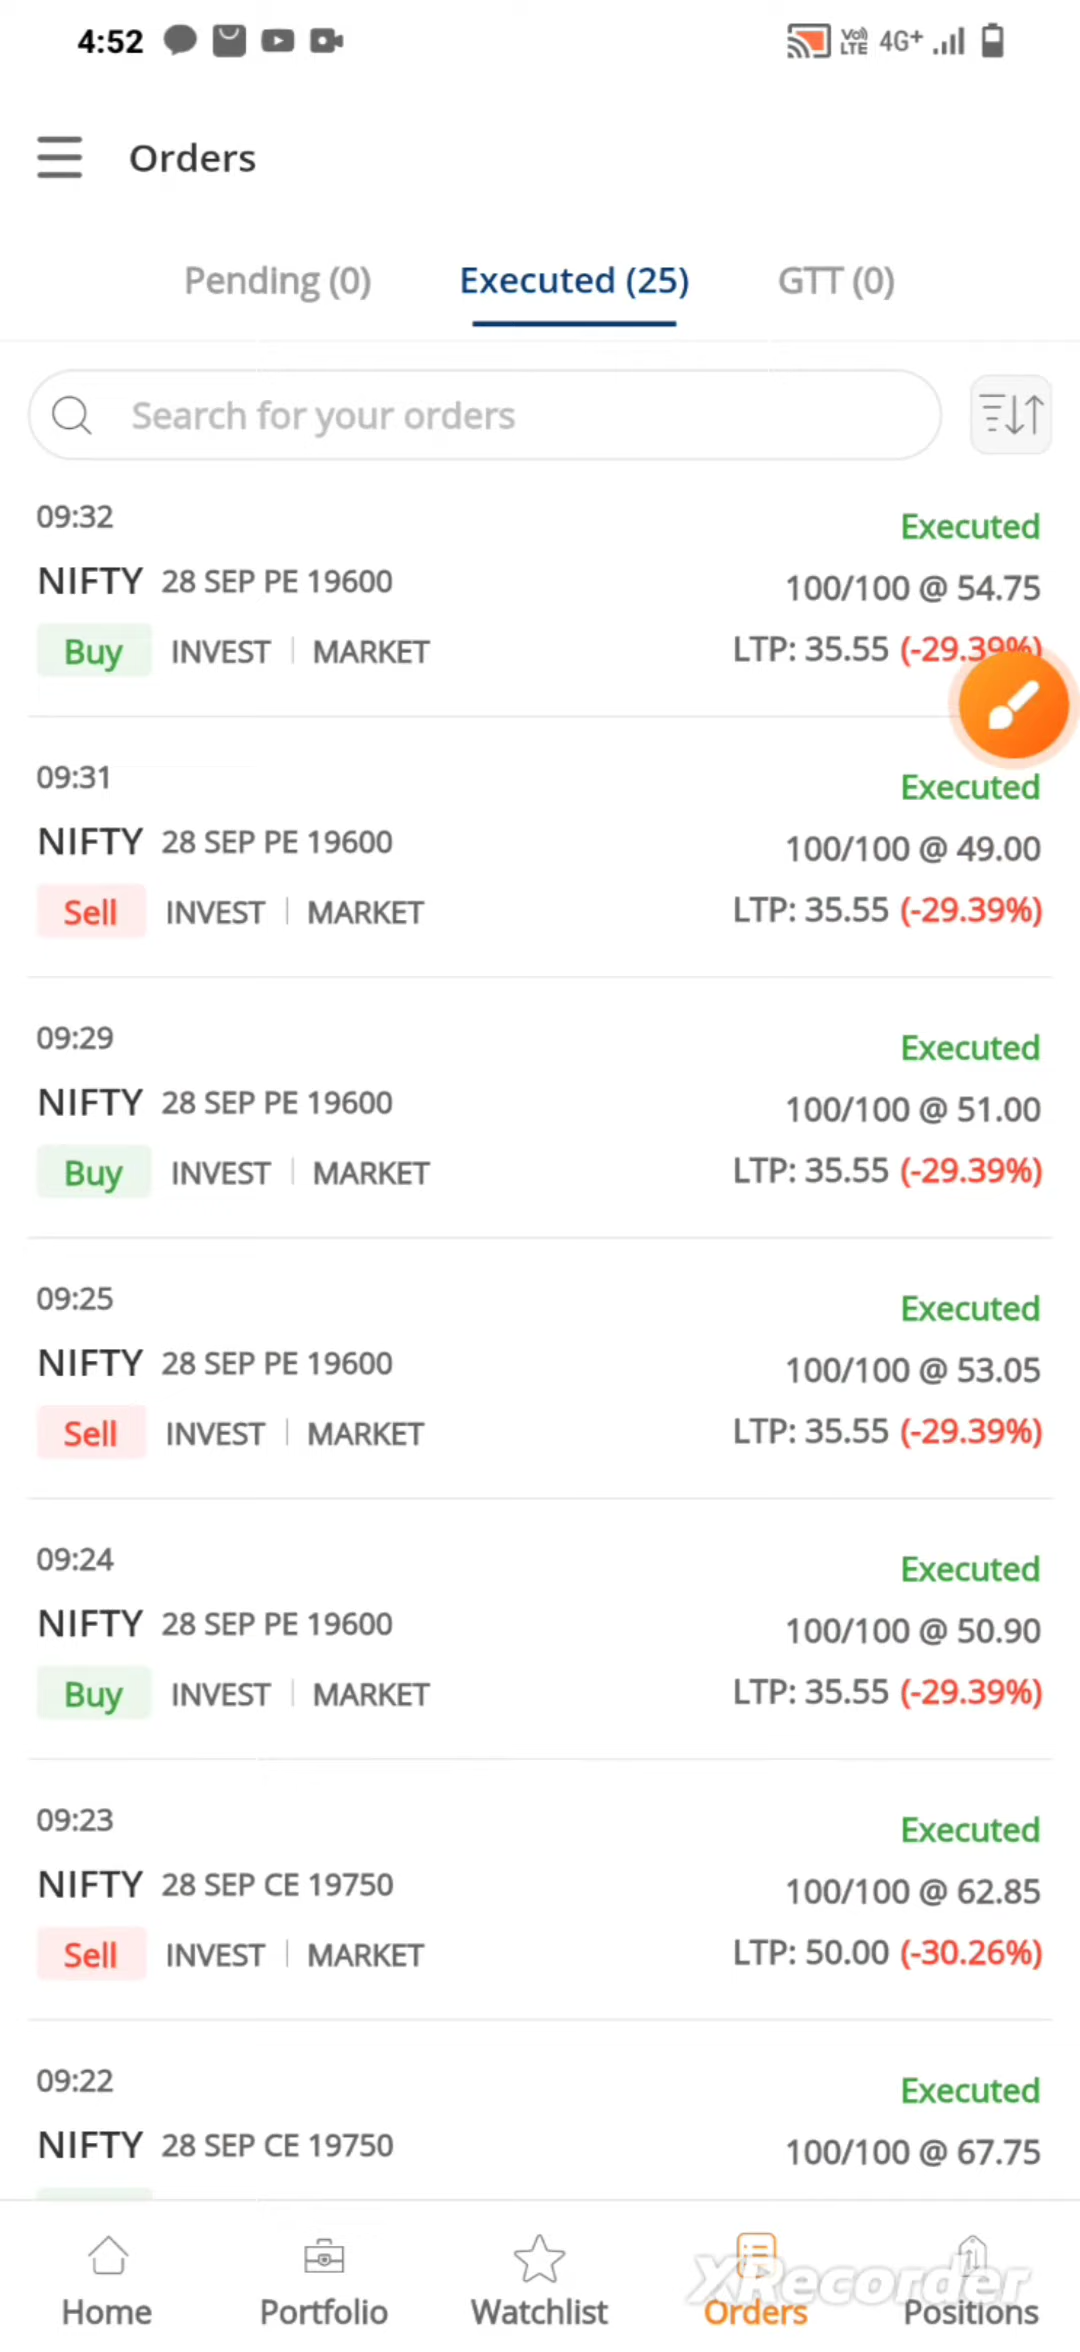 4:52 Vo) LTE 4G+
Orders
Pending (0) Executed (25) GTT (0)
Search for your orders
09:32 Executed
NIFTY 28 SEP PE 19600 100/100 @ 54.75
Buy INVEST | MARKET LTP: 35.55 (-29.39%)
09:31 Executed
NIFTY 28 SEP PE 19600 100/100 @ 49.00
Sell INVEST | MARKET LTP: 35.55 (-29.39%)
09:29 Executed
NIFTY 28 SEP PE 19600 100/100 @ 51.00
Buy INVEST | MARKET LTP: 35.55 (-29.39%)
09:25 Executed
NIFTY 28 SEP PE 19600 100/100 @ 53.05
Sell INVEST | MARKET LTP: 35.55 (-29.39%)
09:24 Executed
NIFTY 28 SEP PE 19600 100/100 @ 50.90
Buy INVEST | MARKET LTP: 35.55 (-29.39%)
09:23 Executed
NIFTY 28 SEP CE 19750 100/100 @ 62.85
Sell INVEST | MARKET LTP: 50.00 (-30.26%)
09:22 Executed
NIFTY 28 SEP CE 19750 100/100 @ 67.75
XRecorder
Home Portfolio Watchlist Orders Positions